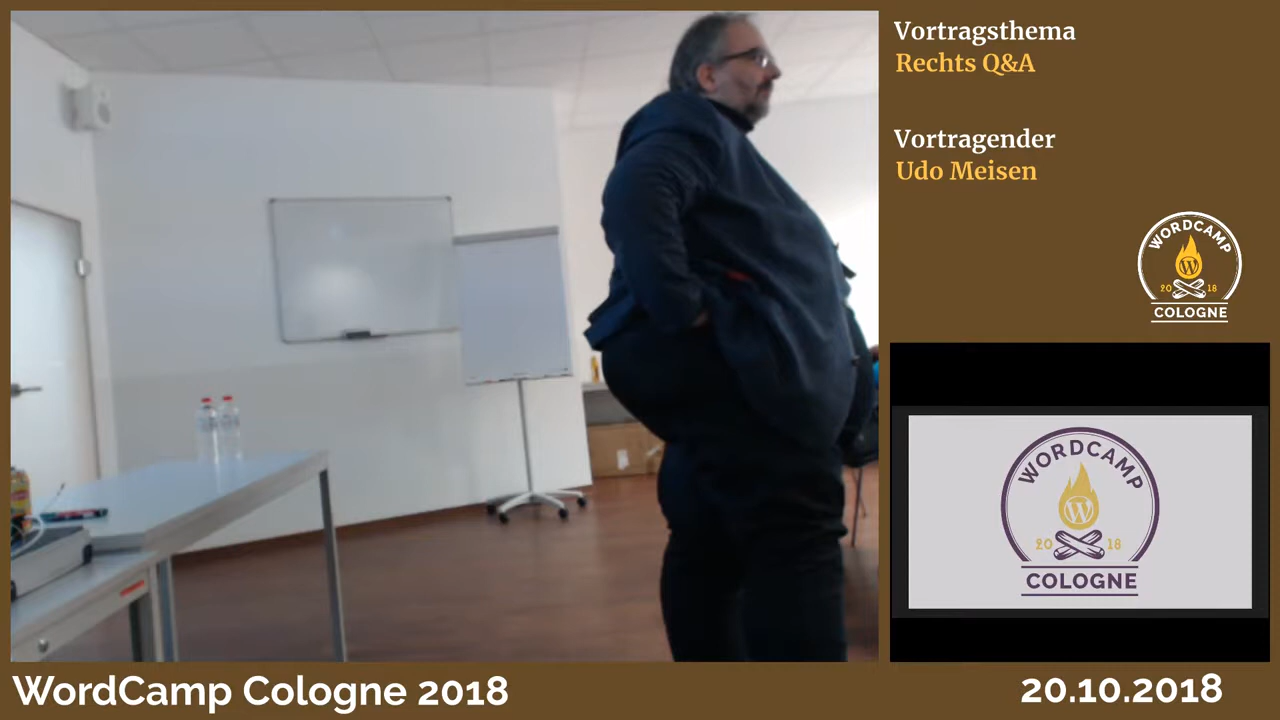 Vortragsthema
Rechts Q&A
Vortragender
Udo Meisen
WORDCAMP
20 18
COLOGNE
WORDCAMP
20 18
COLOGNE
WordCamp Cologne 2018
20.10.2018